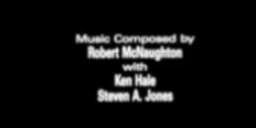 Music Composed by
Robert McNaughton
with
Ken Hale
Steven A. Jones